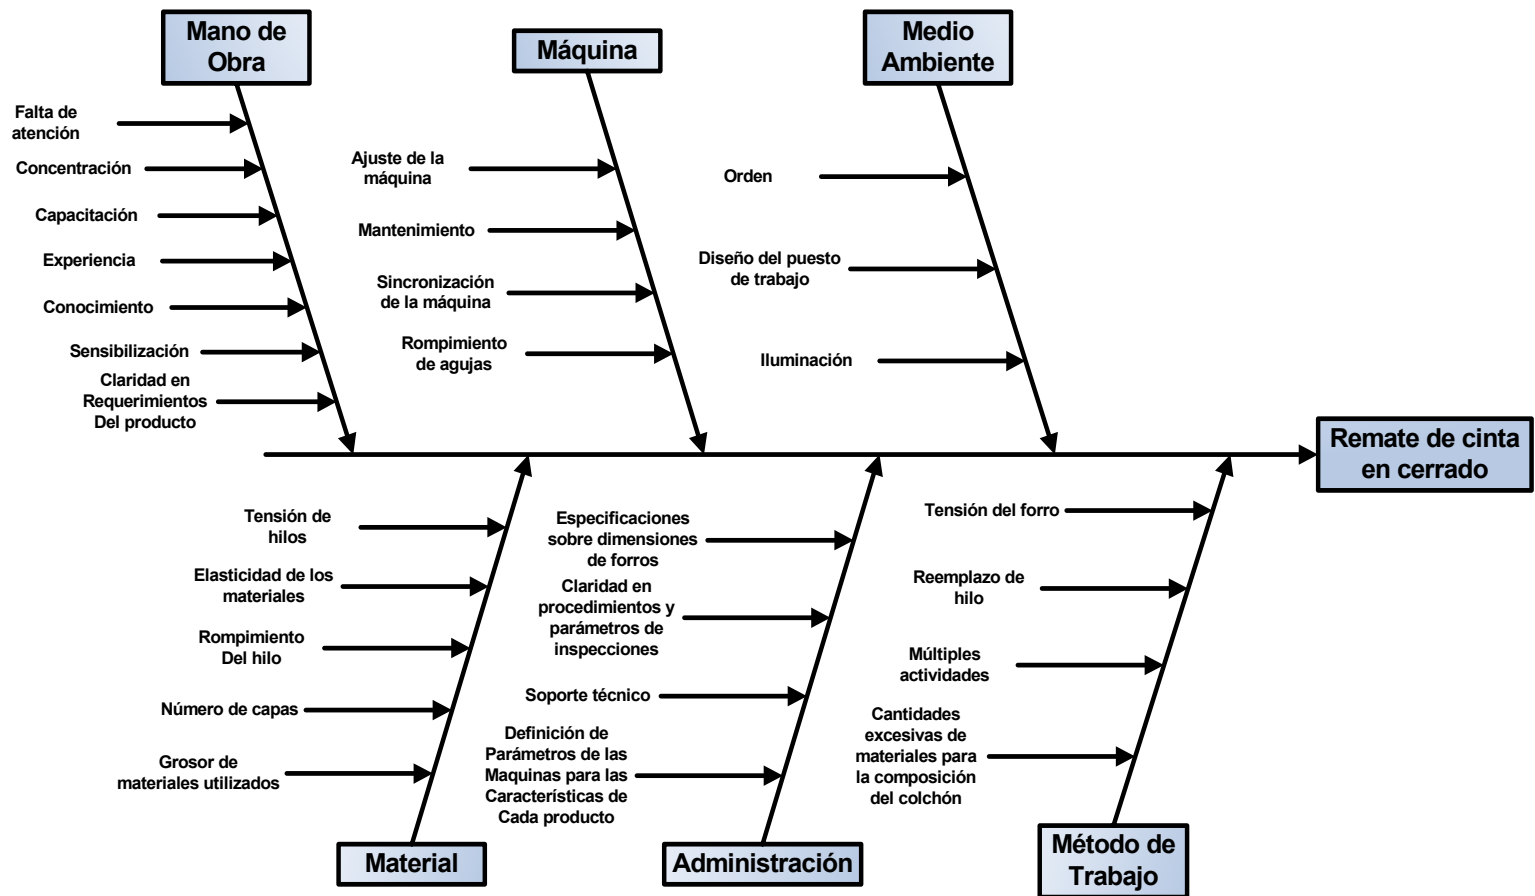 Mano de
Obra
Máquina
Medio
Ambiente
Falta de
atención
Concentración
Capacitación
Experiencia
Conocimiento
Sensibilización
Claridad en
Requerimientos
Del producto
Ajuste de la
máquina
Mantenimiento
Sincronización
de la máquina
Rompimiento
de agujas
Orden
Diseño del puesto
de trabajo
Iluminación
Remate de cinta
en cerrado
Tensión de
hilos
Elasticidad de los
materiales
Rompimiento
Del hilo
Número de capas
Grosor de
materiales utilizados
Especificaciones
sobre dimensiones
de forros
Claridad en
procedimientos y
parámetros de
inspecciones
Soporte técnico
Definición de
Parámetros de las
Maquinas para las
Características de
Cada producto
Tensión del forro
Reemplazo de
hilo
Múltiples
actividades
Cantidades
excesivas de
materiales para
la composición
del colchón
Material
Administración
Método de
Trabajo